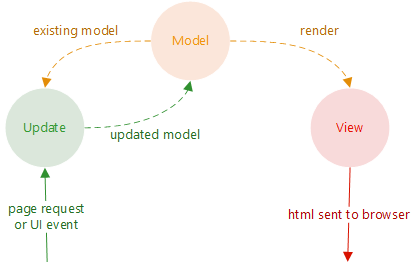 existing model
Model
render
Update
updated model
View
page request
or UI event
html sent to browser